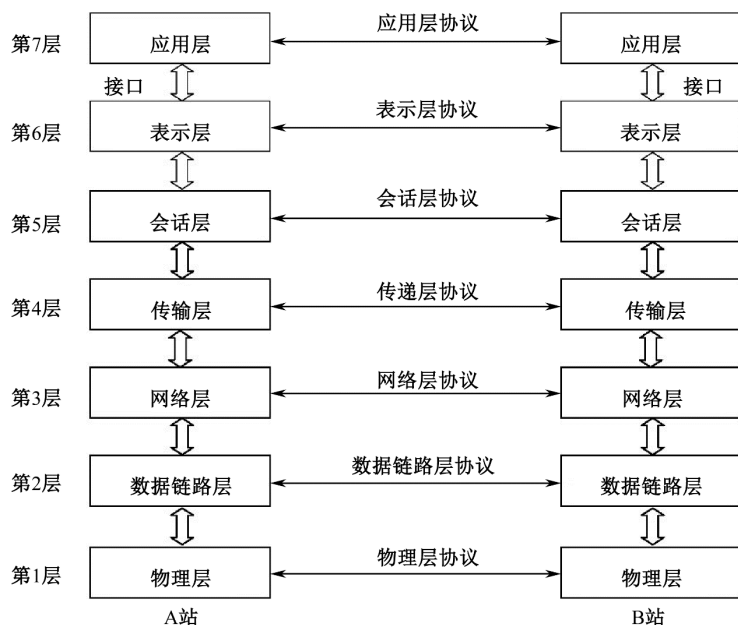 第7层 应用层 应用层协议 应用层
接口 接口
第6层 表示层 表示层协议 表示层
第5层 会话层 会话层协议 会话层
第4层 传输层 传递层协议 传输层
第3层 网络层 网络层协议 网络层
第2层 数据链路层 数据链路层协议 数据链路层
第1层 物理层 物理层协议 物理层
A站 B站